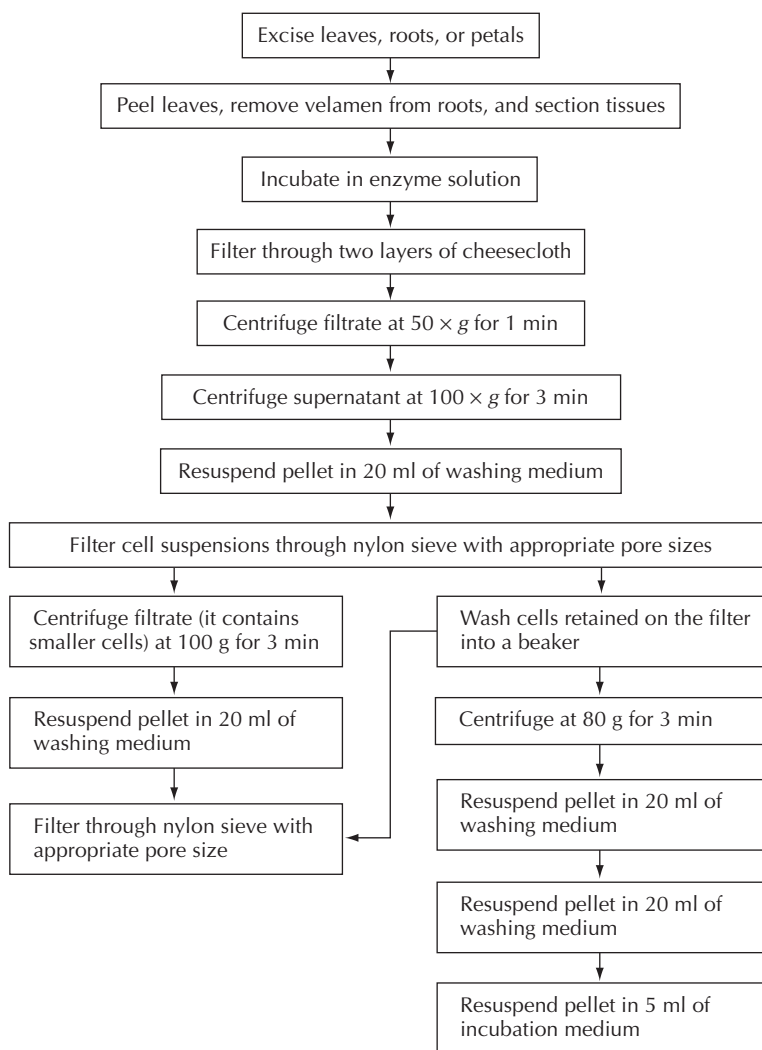 Excise leaves, roots, or petals
Peel leaves, remove velamen from roots, and section tissues
Incubate in enzyme solution
Filter through two layers of cheesecloth
Centrifuge filtrate at 50 × g for 1 min
Centrifuge supernatant at 100 × g for 3 min
Resuspend pellet in 20 ml of washing medium
Filter cell suspensions through nylon sieve with appropriate pore sizes
Centrifuge filtrate (it contains
smaller cells) at 100 g for 3 min
Resuspend pellet in 20 ml of
washing medium
Filter through nylon sieve with
appropriate pore size
Wash cells retained on the filter
into a beaker
Centrifuge at 80 g for 3 min
Resuspend pellet in 20 ml of
washing medium
Resuspend pellet in 20 ml of
washing medium
Resuspend pellet in 5 ml of
incubation medium